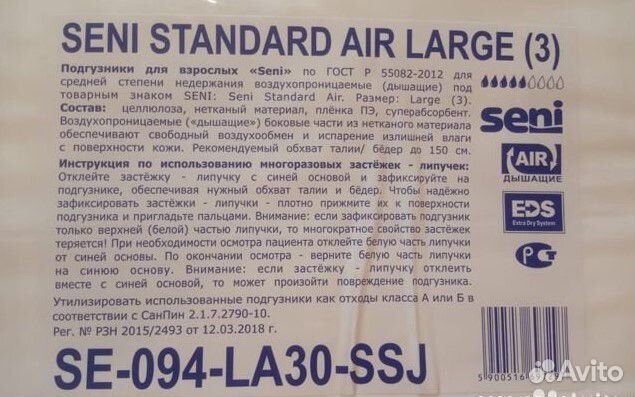 SENI STANDARD AIR LARGE (3)
Подгузники для взрослых «Seni» по ГОСТ Р 55082-2012 для
средней степени недержания воздухопроницаемые (дышащие) под
товарным знаком SENI: Seni Standard Air. Размер: Large (3).
Состав: целлюлоза, нетканый материал, плёнка ПЭ, суперабсорбент.
Воздухопроницаемые («дышащие») боковые части из нетканого материала
обеспечивают свободный воздухообмен и испарение излишней влаги
с поверхности кожи. Рекомендуемый обхват талии/ бёдер до 150 см.
seni
AIR
ДЫШАЩИЕ
EDS
Extra Dry System
РСТ
Инструкция по использованию многоразовых застёжек - липучек:
Отклейте застёжку - липучку с синей основой и зафиксируйте на
подгузнике, обеспечивая нужный обхват талии и бёдер. Чтобы надёжно
зафиксировать застёжки - липучки - плотно прижмите их к поверхности
подгузника и пригладьте пальцами. Внимание: если зафиксировать подгузник
только верхней (белой) частью липучки, то многократное свойство застёжек
теряется! При необходимости осмотра пациента отклейте белую часть липучки
от синей основы. По окончании осмотра - верните белую часть липучки
на синюю основу. Внимание: если застёжку - липучку отклеить
вместе с синей основой, то может произойти повреждение подгузника.
Утилизировать использованные подгузники как отходы класса А или Б в
соответствии с СанПин 2.1.7.2790-10.
Рег. № РЗН 2015/2493 от 12.03.2018 г.
SE-094-LA30-SSJ
5 900516
Avito